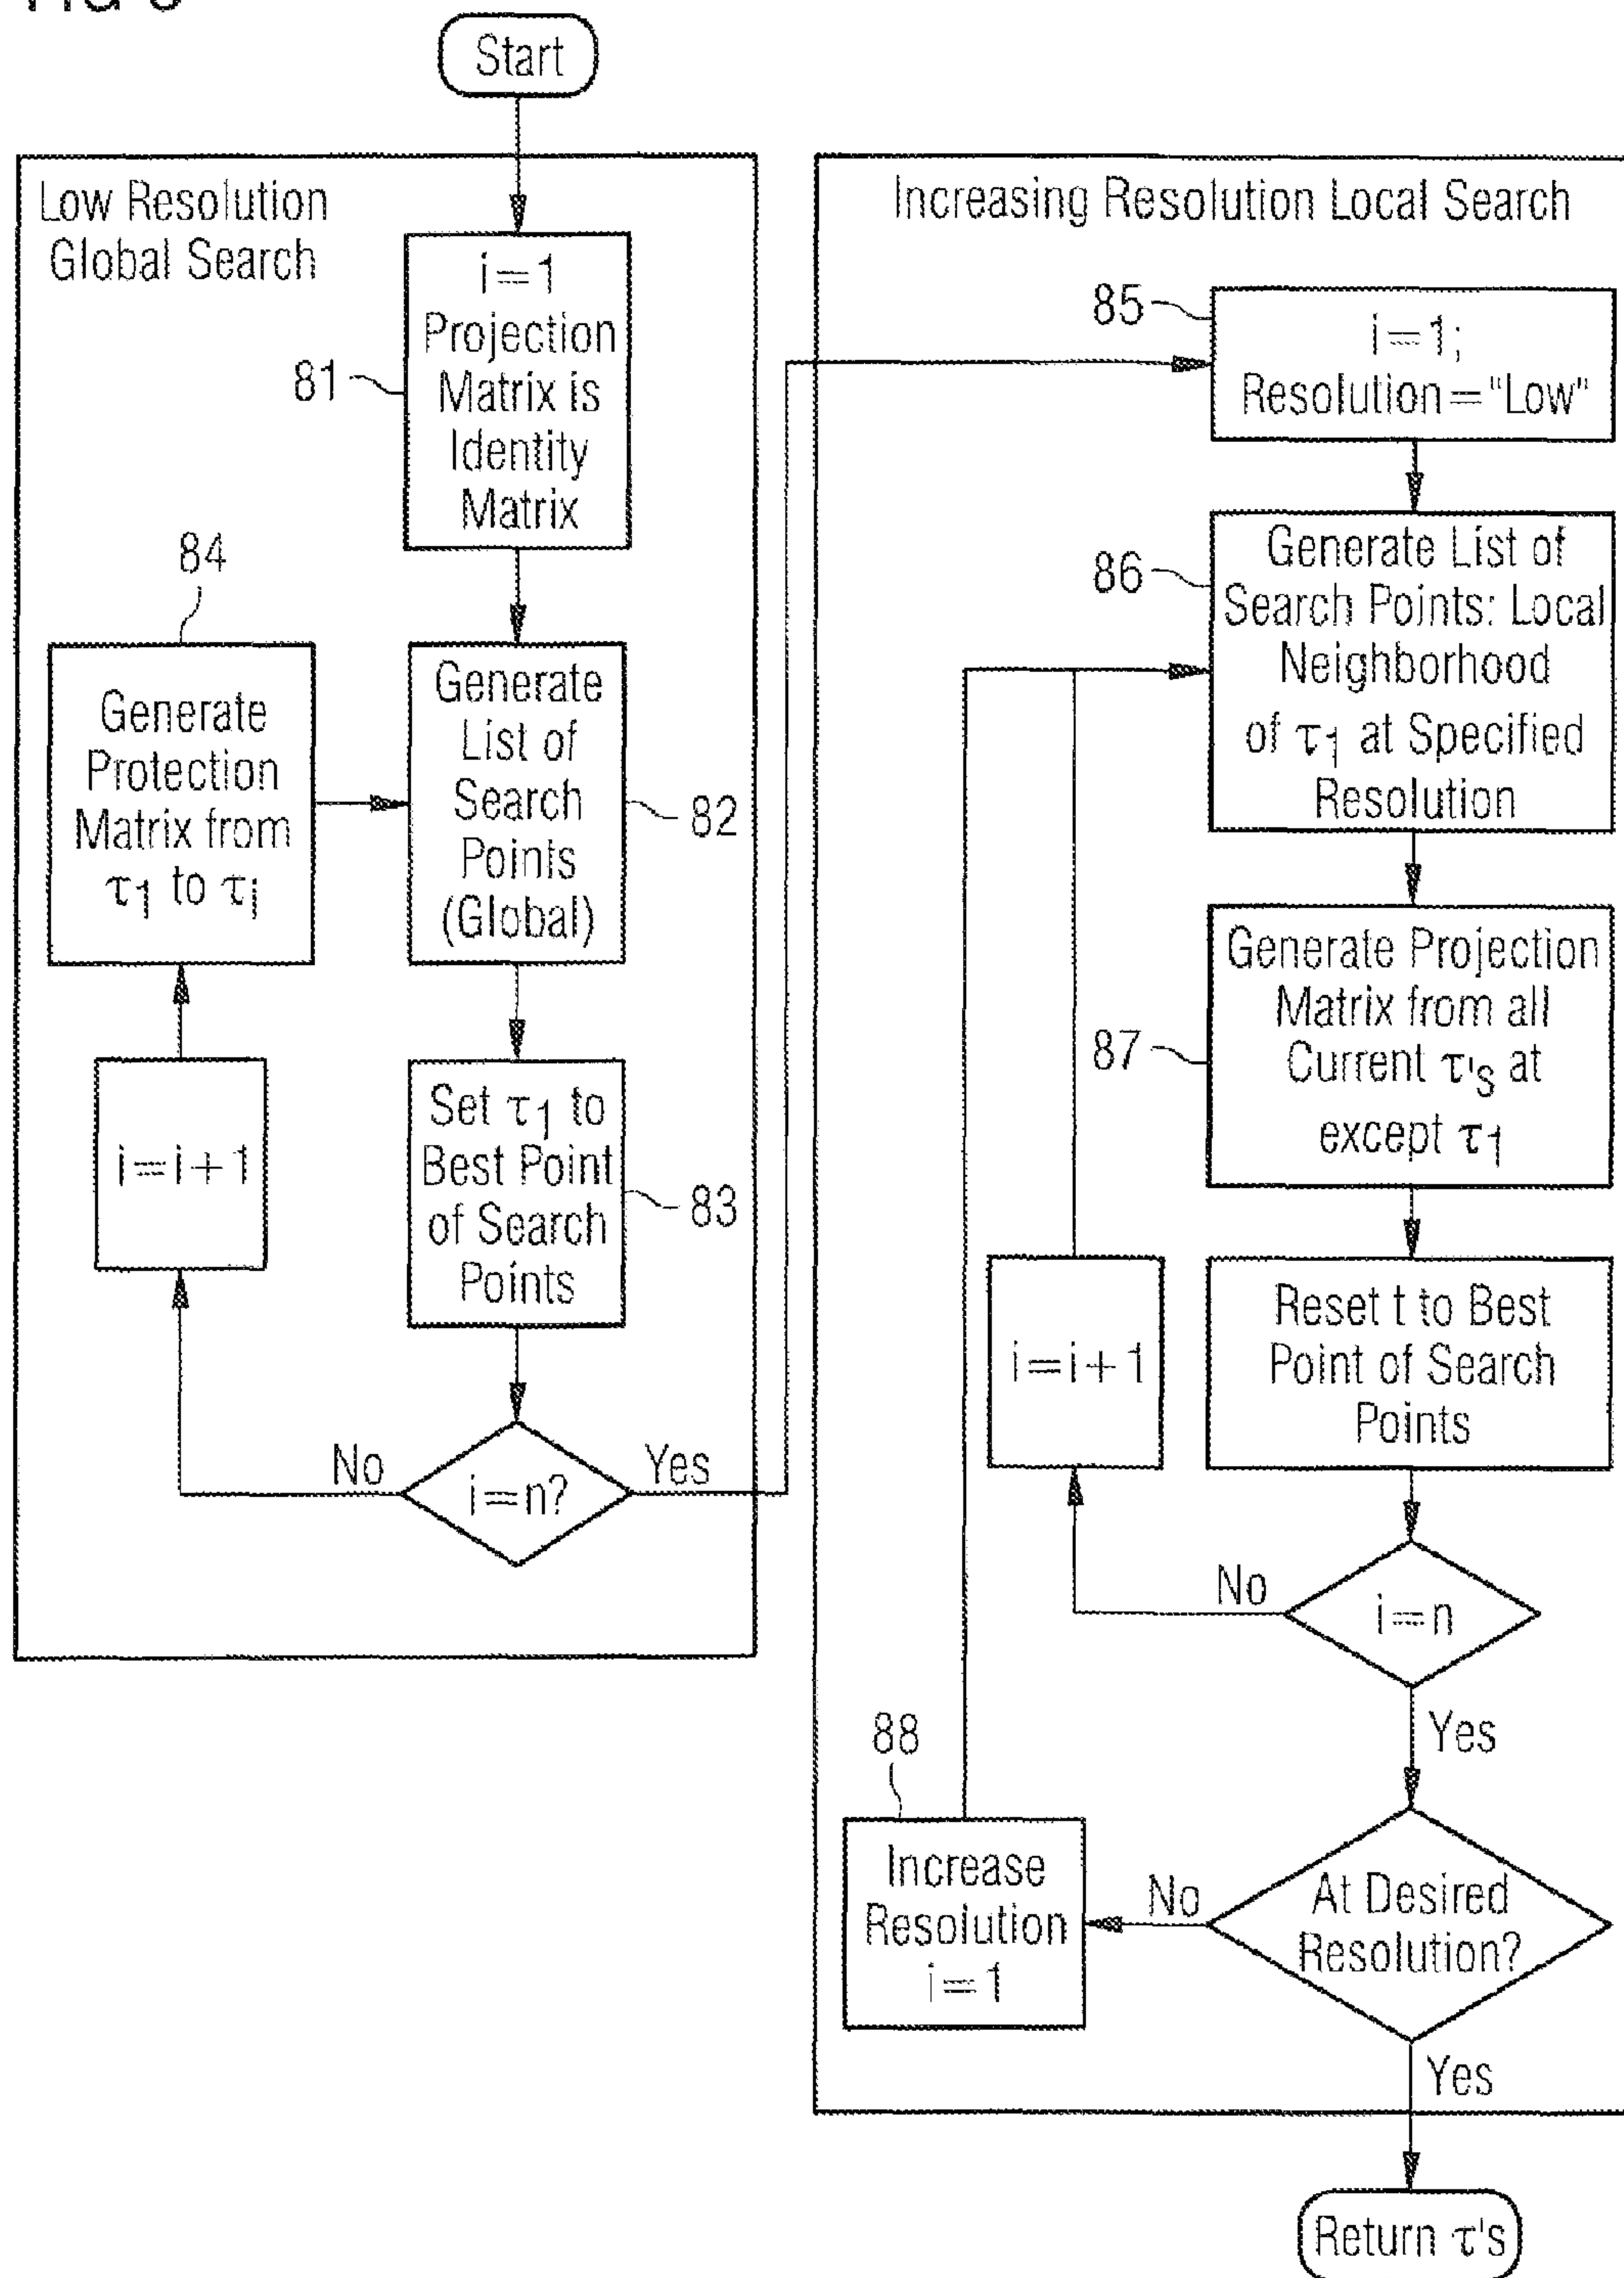 Start
Low Resolution
Global Search
i=1
Projection
Matrix is
Identity
Matrix
81
84
Generate
Protection
Matrix from
τ1 to τi
Generate
List of
Search
Points
(Global)
82
i=i+1
Set τ1 to
Best Point
of Search
Points
83
No
i=n?
Yes
Increasing Resolution Local Search
85
i=1;
Resolution="Low"
86
Generate List of
Search Points: Local
Neighborhood
of τ1 at Specified
Resolution
87
Generate Projection
Matrix from all
Current τ's at
except τ1
i=i+1
Reset t to Best
Point of Search
Points
No
i=n
Yes
88
Increase
Resolution
i=1
No
At Desired
Resolution?
Yes
Return τ's